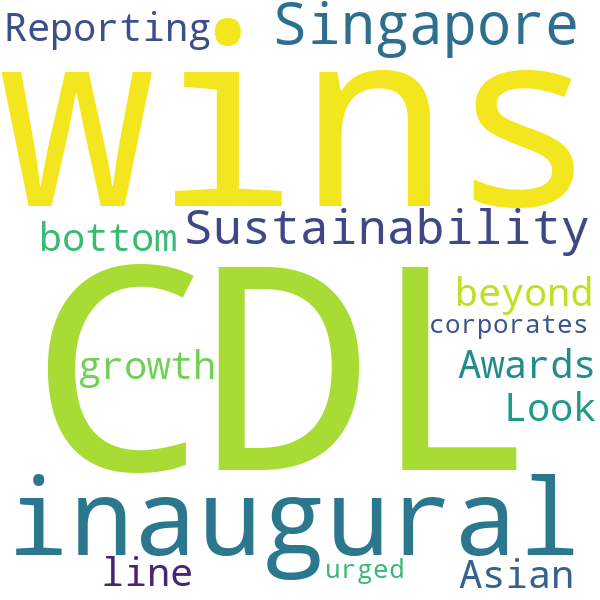 Reporting Singapore
wins
bottom Sustainability
CDL
beyond
corporates
growth Awards
Look
inaugural
line urged Asian